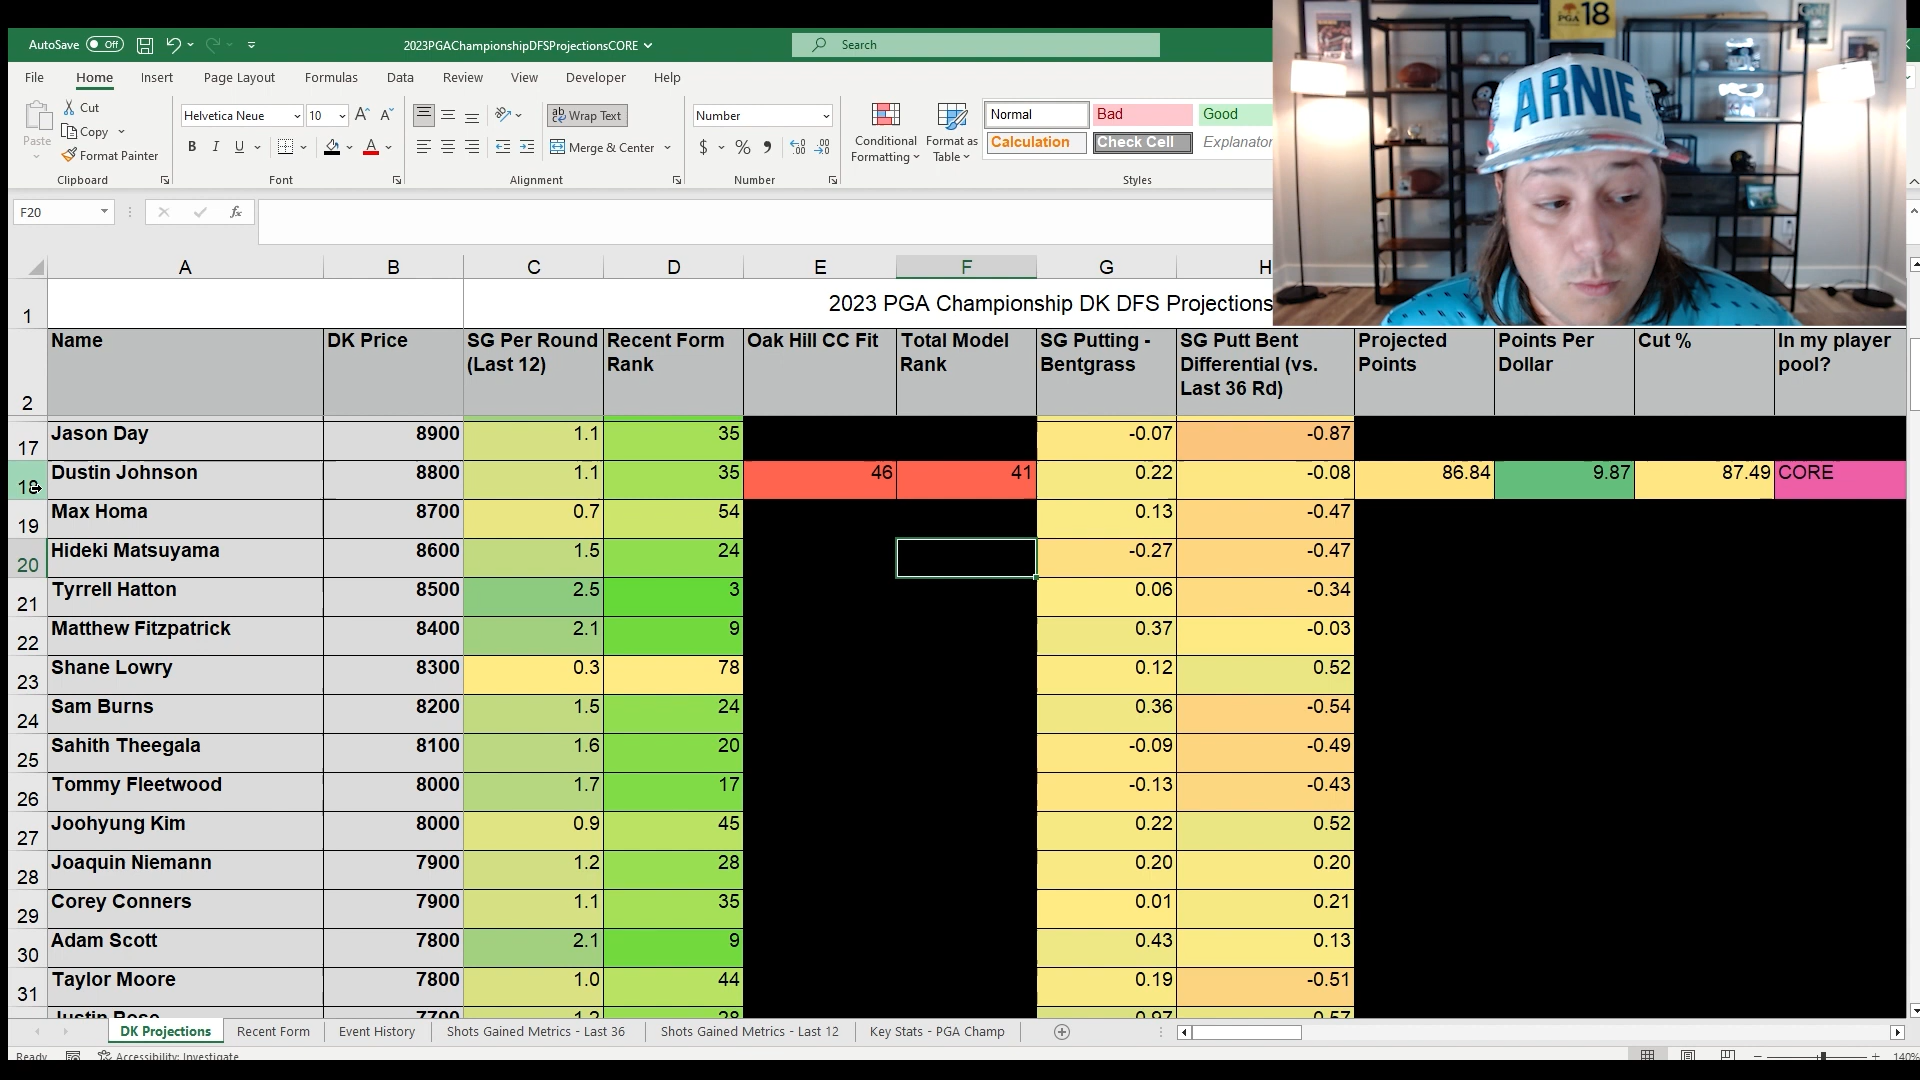 AutoSave Off
2023PGAChampionshipDFSProjectionsCORE
Search
PGA 18
ARNIE
File Home Insert Page Layout Formulas Data Review View Developer Help
Paste
Cut
Copy
Format Painter
Clipboard
Helvetica Neue 10
B I U
Font
Wrap Text
Merge & Center
Alignment
Number
$ % ,
Number
Conditional Formatting
Format as Table
Normal Bad Good
Calculation Check Cell Explanator
Styles
F20 fx
A B C D E F G H
1 2023 PGA Championship DK DFS Projections
2 Name DK Price SG Per Round (Last 12) Recent Form Rank Oak Hill CC Fit Total Model Rank SG Putting - Bentgrass SG Putt Bent Differential (vs. Last 36 Rd) Projected Points Points Per Dollar Cut % In my player pool?
17 Jason Day 8900 1.1 35 -0.07 -0.87
18 Dustin Johnson 8800 1.1 35 46 41 0.22 -0.08 86.84 9.87 87.49 CORE
19 Max Homa 8700 0.7 54 0.13 -0.47
20 Hideki Matsuyama 8600 1.5 24 -0.27 -0.47
21 Tyrrell Hatton 8500 2.5 3 0.06 -0.34
22 Matthew Fitzpatrick 8400 2.1 9 0.37 -0.03
23 Shane Lowry 8300 0.3 78 0.12 0.52
24 Sam Burns 8200 1.5 24 0.36 -0.54
25 Sahith Theegala 8100 1.6 20 -0.09 -0.49
26 Tommy Fleetwood 8000 1.7 17 -0.13 -0.43
27 Joohyung Kim 8000 0.9 45 0.22 0.52
28 Joaquin Niemann 7900 1.2 28 0.20 0.20
29 Corey Conners 7900 1.1 35 0.01 0.21
30 Adam Scott 7800 2.1 9 0.43 0.13
31 Taylor Moore 7800 1.0 44 0.19 -0.51
Justin Rose 7700 1.2 28
DK Projections Recent Form Event History Shots Gained Metrics - Last 36 Shots Gained Metrics - Last 12 Key Stats - PGA Champ
Ready Accessibility: Investigate 140%